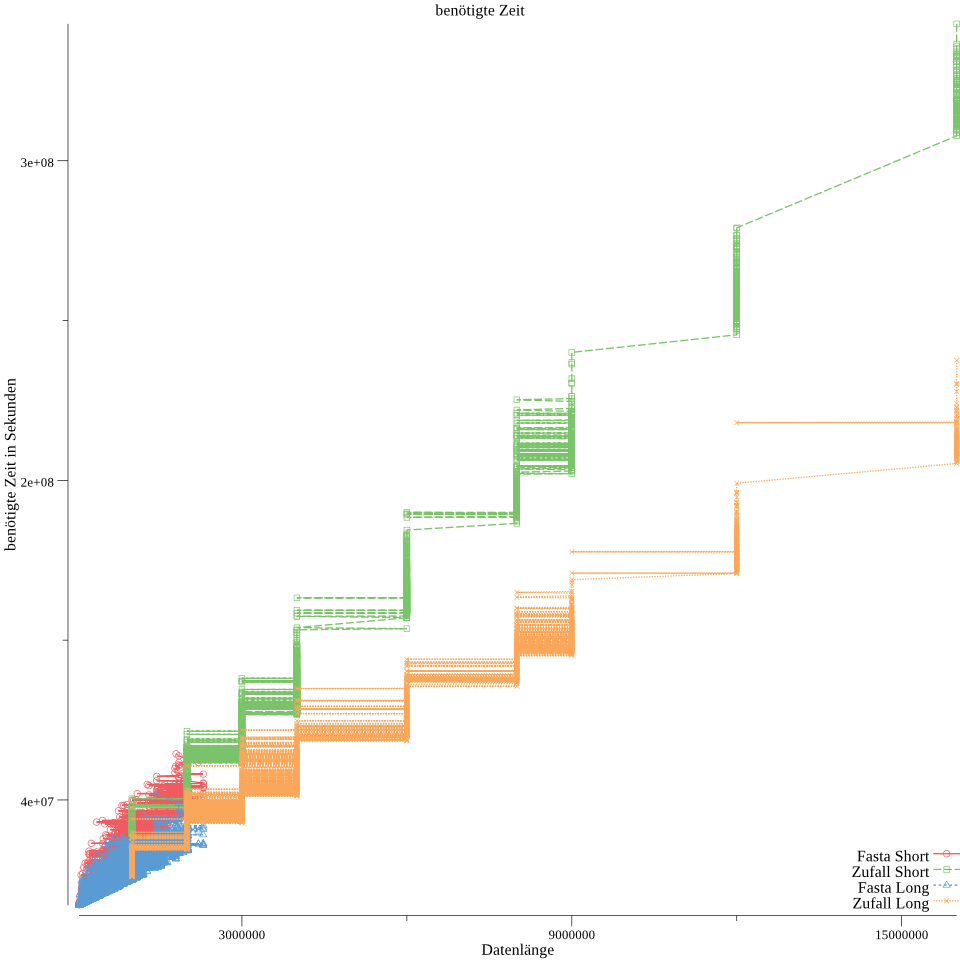 benötigte Zeit
3e+08
2e+08
4e+07
benötigte Zeit in Sekunden
Fasta Short
Zufall Short
Fasta Long
Zufall Long
3000000
9000000
15000000
Datenlänge